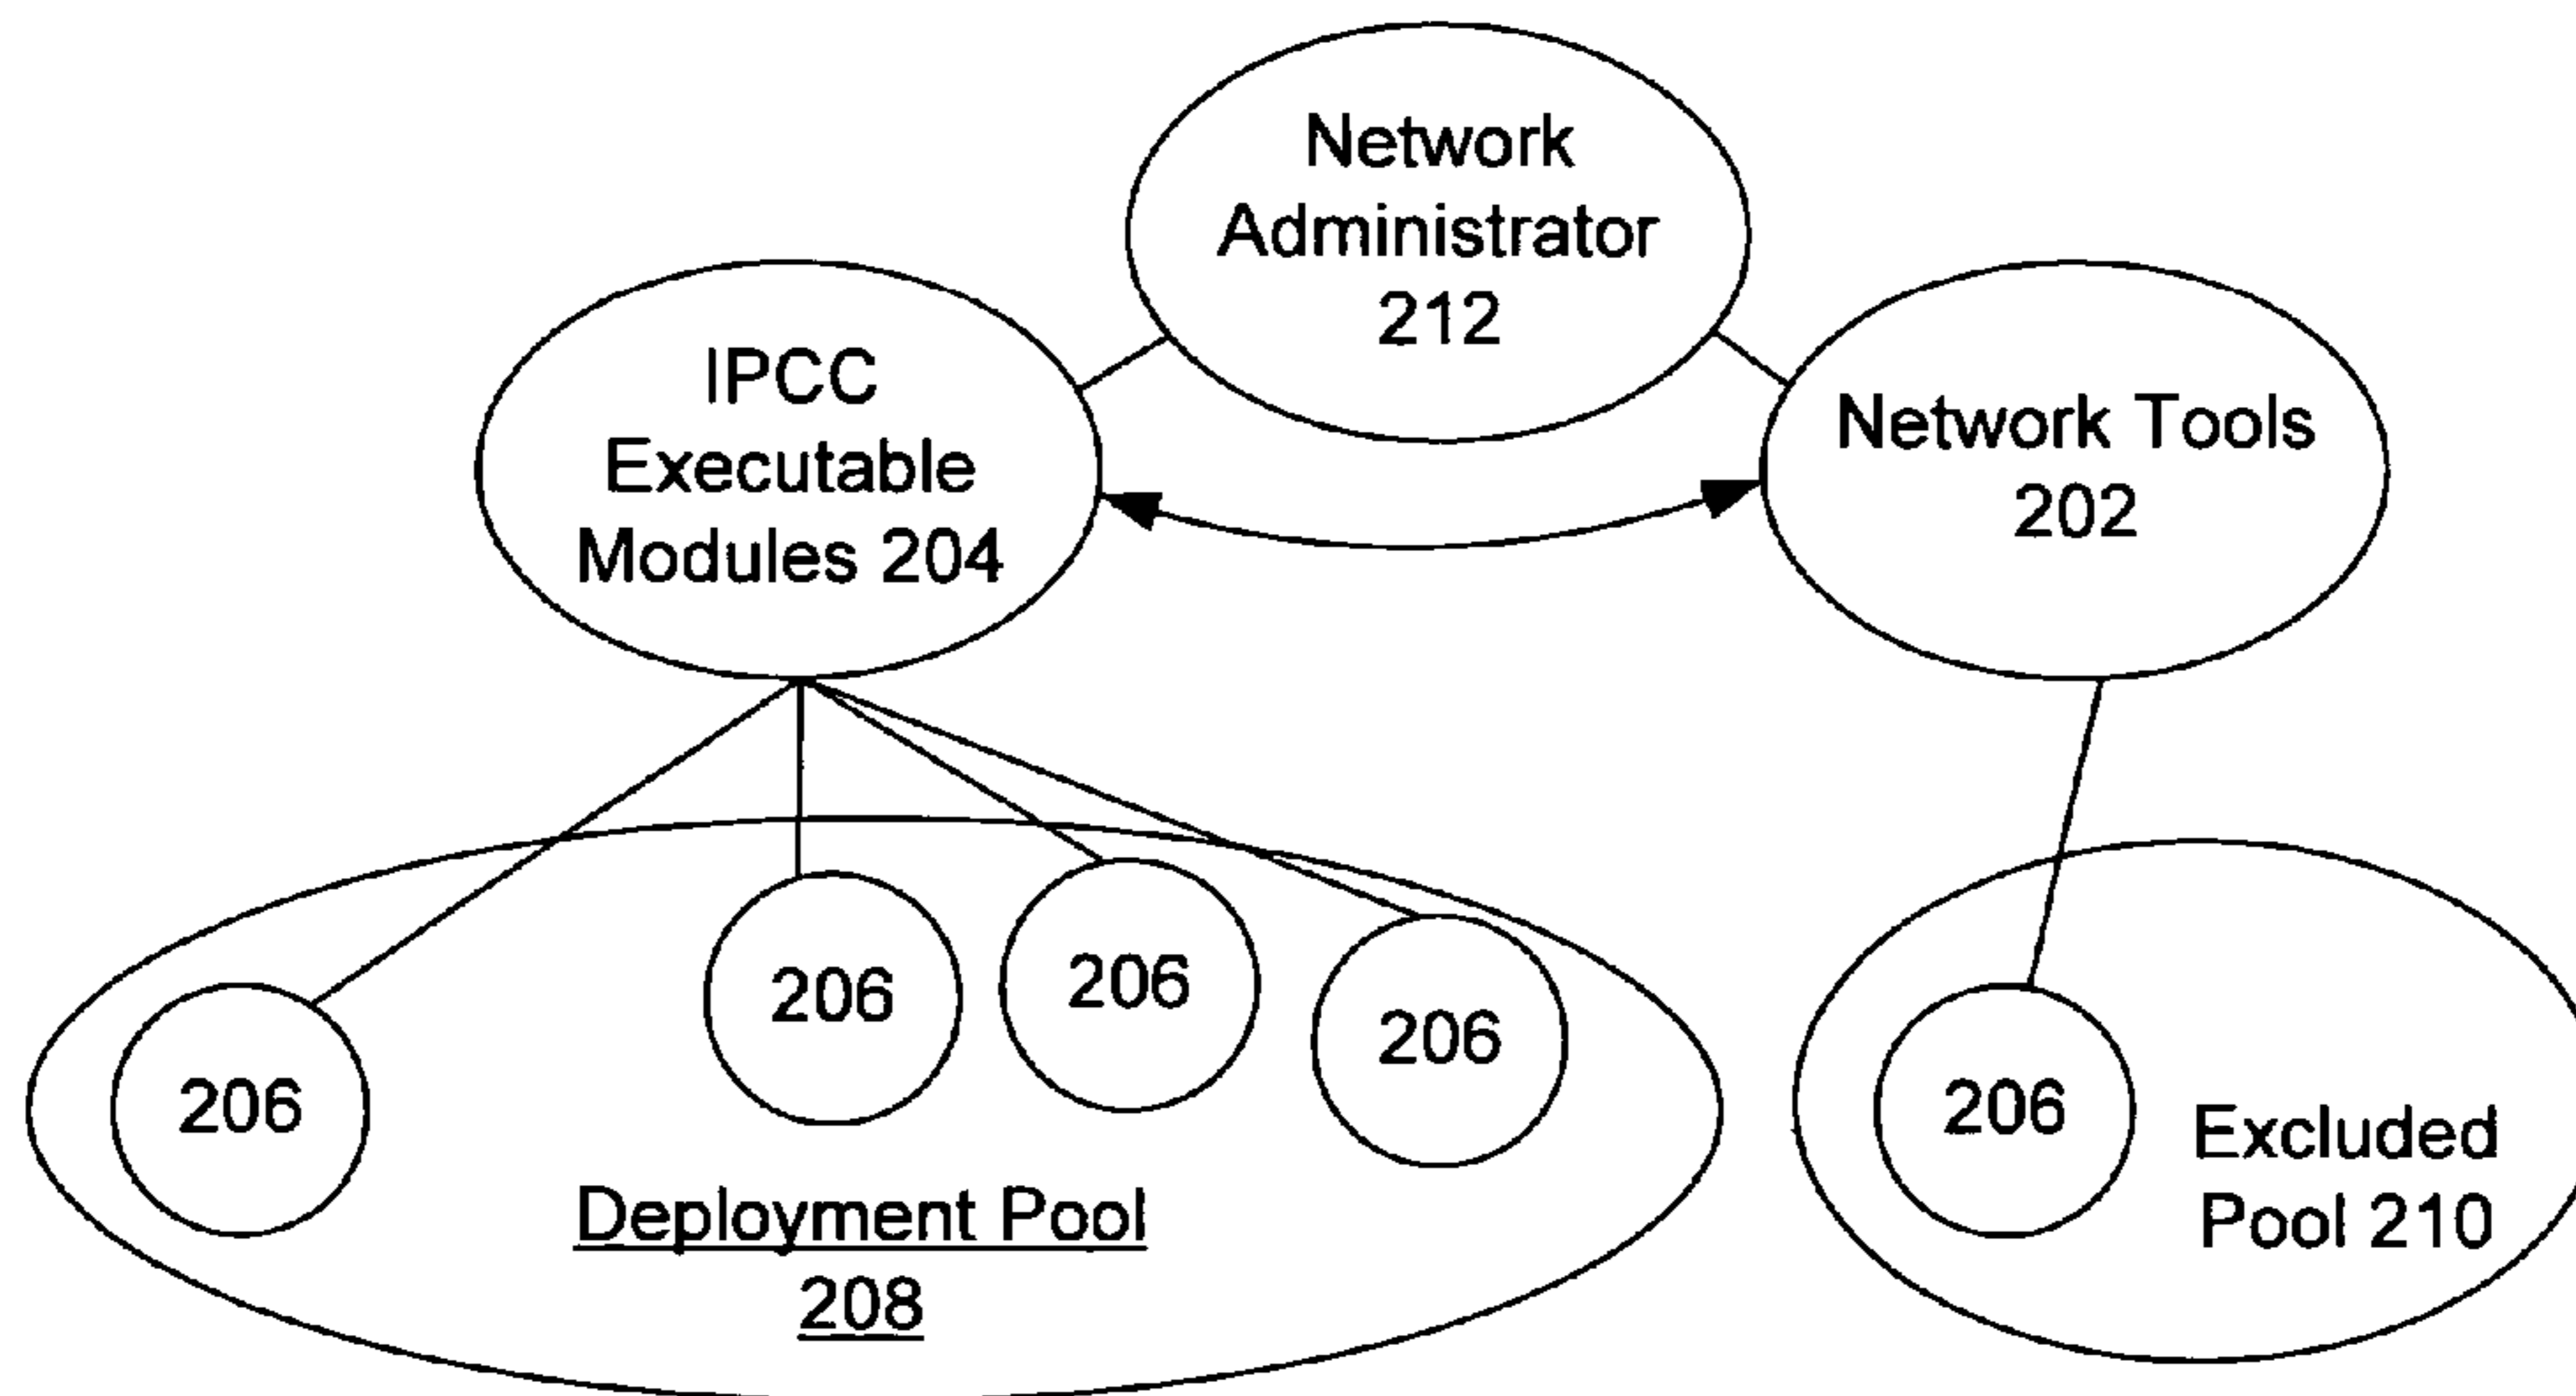 Network
Administrator
212
IPCC
Executable
Modules 204
Network Tools
202
206
206
206
206
Deployment Pool
208
206
Excluded
Pool 210